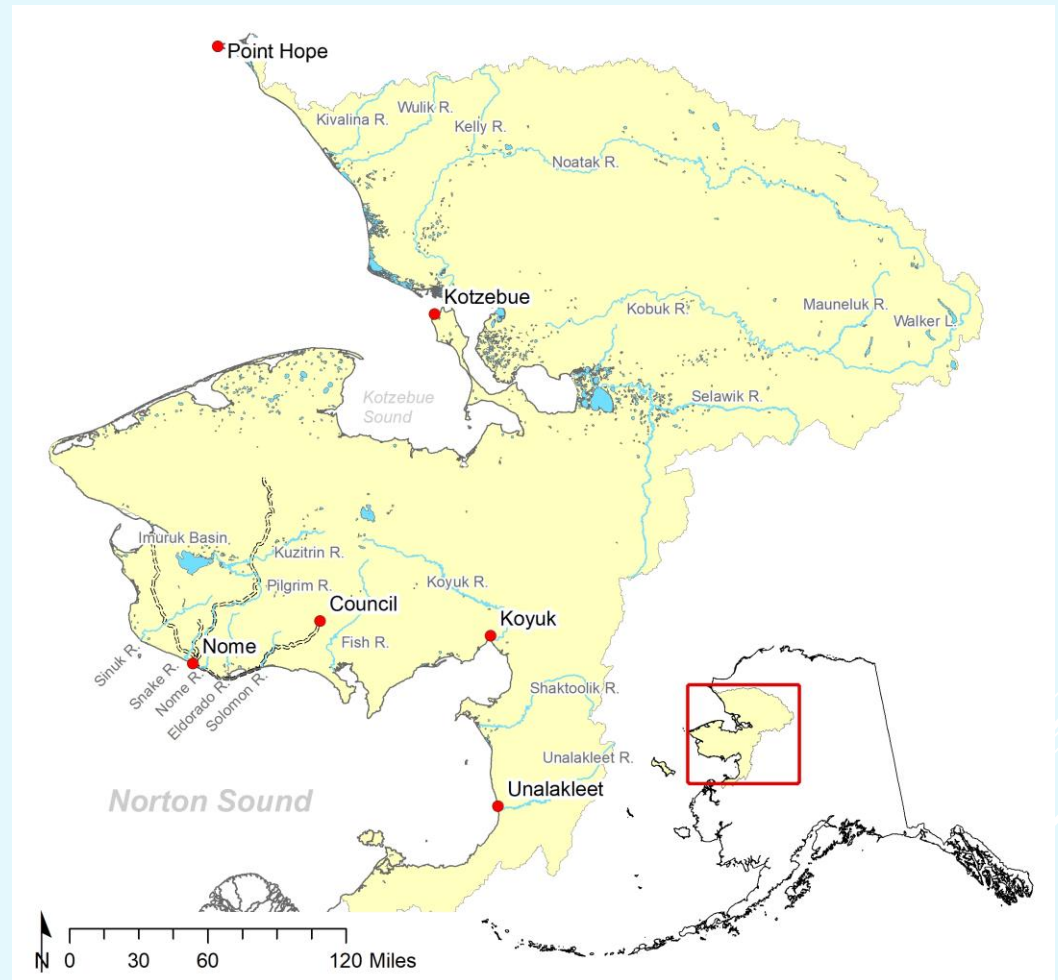 Point Hope
Kivalina R.
Wulik R.
Kelly R.
Noatak R.
Kotzebue
Kobuk R.
Mauneluk R.
Walker L.
Kotzebue
Sound
Selawik R.
Imuruk Basin
Kuzitrin R.
Pilgrim R.
Koyuk R.
Council
Koyuk
Nome
Fish R.
Sinuk R.
Snake R.
Nome R.
Eldorado R.
Solomon R.
Shaktoolik R.
Unalakleet R.
Unalakleet
Norton Sound
N 0 30 60 120 Miles